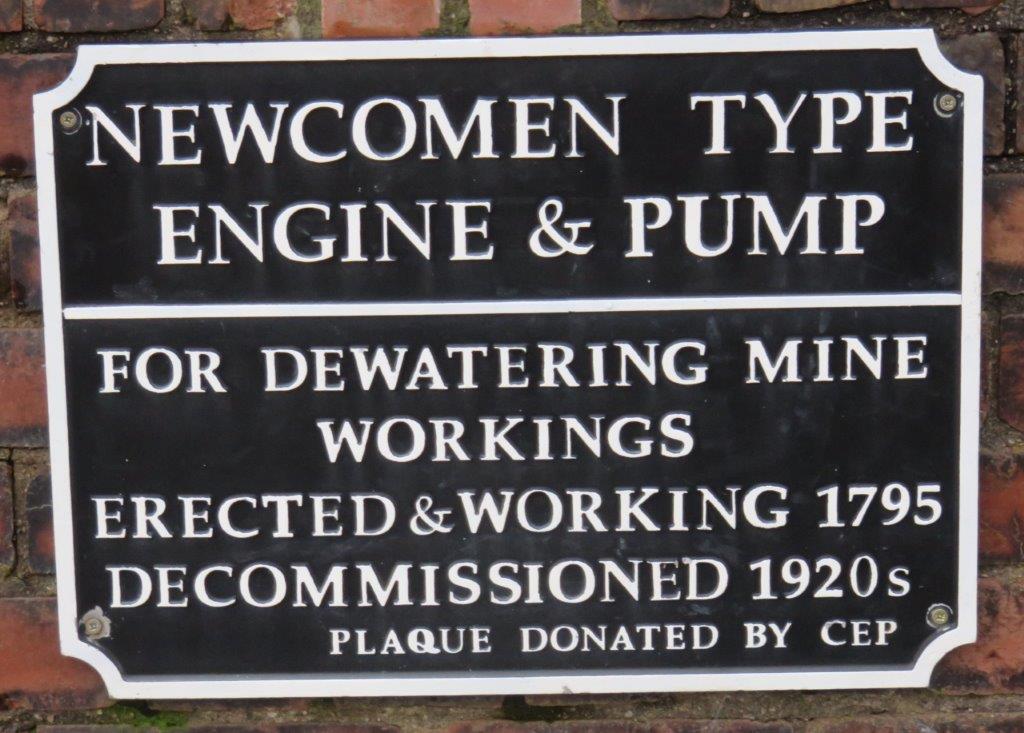 NEWCOMEN TYPE
ENGINE & PUMP
FOR DEWATERING MINE
WORKINGS
ERECTED & WORKING 1795
DECOMMISSIONED 1920s
PLAQUE DONATED BY CEP